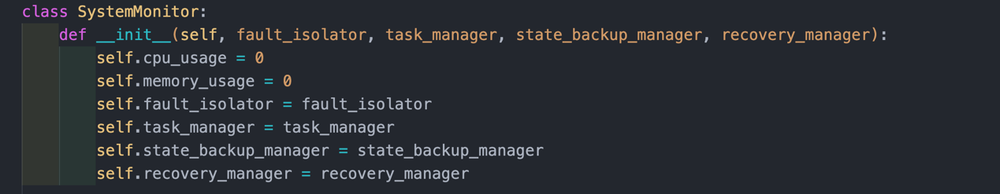 class SystemMonitor:
    def __init__(self, fault_isolator, task_manager, state_backup_manager, recovery_manager):
        self.cpu_usage = 0
        self.memory_usage = 0
        self.fault_isolator = fault_isolator
        self.task_manager = task_manager
        self.state_backup_manager = state_backup_manager
        self.recovery_manager = recovery_manager